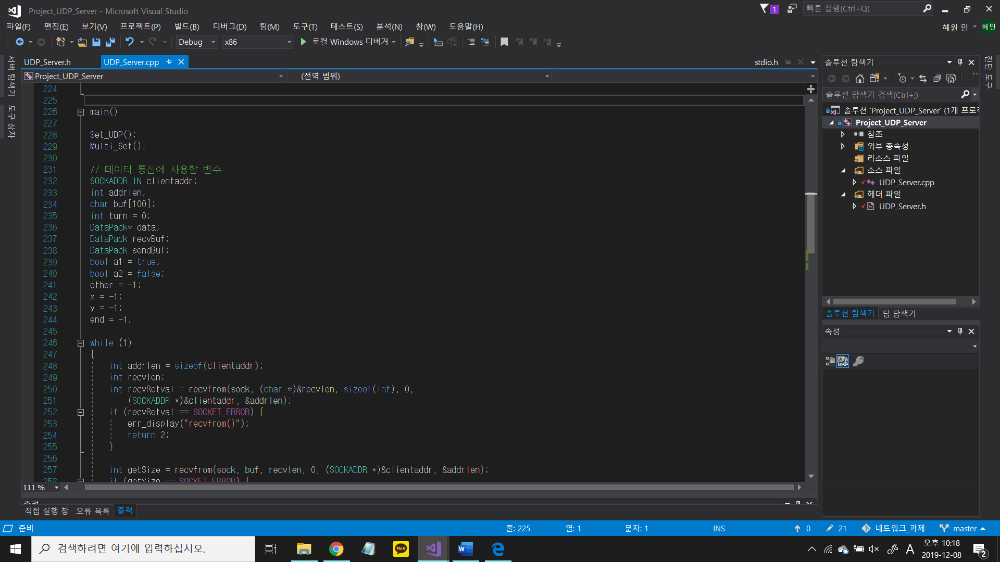 Project_UDP_Server - Microsoft Visual Studio
1
빠른 실행(Ctrl+Q)
파일(F) 편집(E) 보기(V) 프로젝트(P) 빌드(B) 디버그(D) 팀(M) 도구(T) 테스트(S) 분석(N) 창(W) 도움말(H)
혜원 민
혜민
Debug x86 로컬 Windows 디버거
서버 탐색기
도구 상자
UDP_Server.h UDP_Server.cpp stdio.h
Project_UDP_Server (전역 범위)
224
225
226 main()
227
228 Set_UDP();
229 Multi_Set();
230
231 // 데이터 통신에 사용할 변수
232 SOCKADDR_IN clientaddr;
233 int addrlen;
234 char buf[100];
235 int turn = 0;
236 DataPack* data;
237 DataPack recvBuf;
238 DataPack sendBuf;
239 bool a1 = true;
240 bool a2 = false;
241 other = -1;
242 x = -1;
243 y = -1;
244 end = -1;
245
246 while (1)
247 {
248 int addrlen = sizeof(clientaddr);
249 int recvlen;
250 int recvRetval = recvfrom(sock, (char *)&recvlen, sizeof(int), 0,
251 (SOCKADDR *)&clientaddr, &addrlen);
252 if (recvRetval == SOCKET_ERROR) {
253 err_display("recvfrom()");
254 return 2;
255 }
256
257 int getSize = recvfrom(sock, buf, recvlen, 0, (SOCKADDR *)&clientaddr, &addrlen);
258 if (getSize == SOCKET_ERROR) {
111 %
출력
직접 실행 창 오류 목록 출력
솔루션 탐색기
솔루션 탐색기 검색(Ctrl+;)
솔루션 'Project_UDP_Server' (1개 프로젝
Project_UDP_Server
참조
외부 종속성
리소스 파일
소스 파일
UDP_Server.cpp
헤더 파일
UDP_Server.h
솔루션 탐색기 팀 탐색기
속성
진단 도구
준비 줄: 225 열: 1 문자: 1 INS 0 21 네트워크_과제 master
검색하려면 여기에 입력하십시오.
TALK
A
오후 10:18
2019-12-08
2